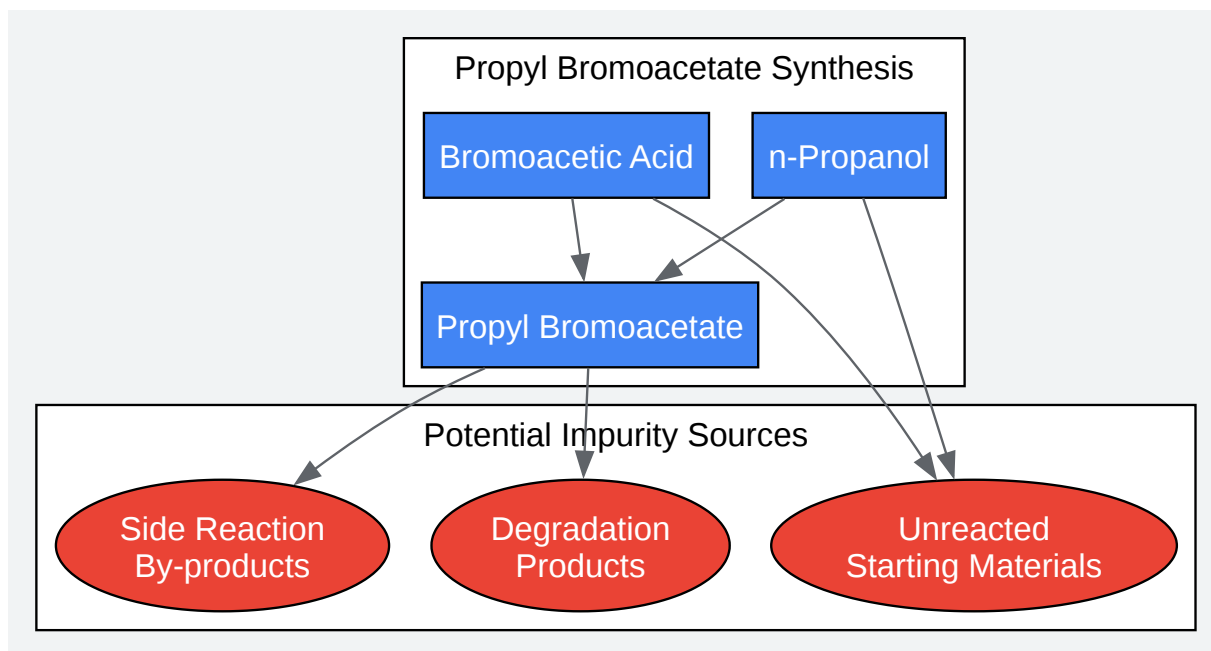 Propyl Bromoacetate Synthesis
Bromoacetic Acid
n-Propanol
Propyl Bromoacetate
Potential Impurity Sources
Side Reaction
By-products
Degradation
Products
Unreacted
Starting Materials